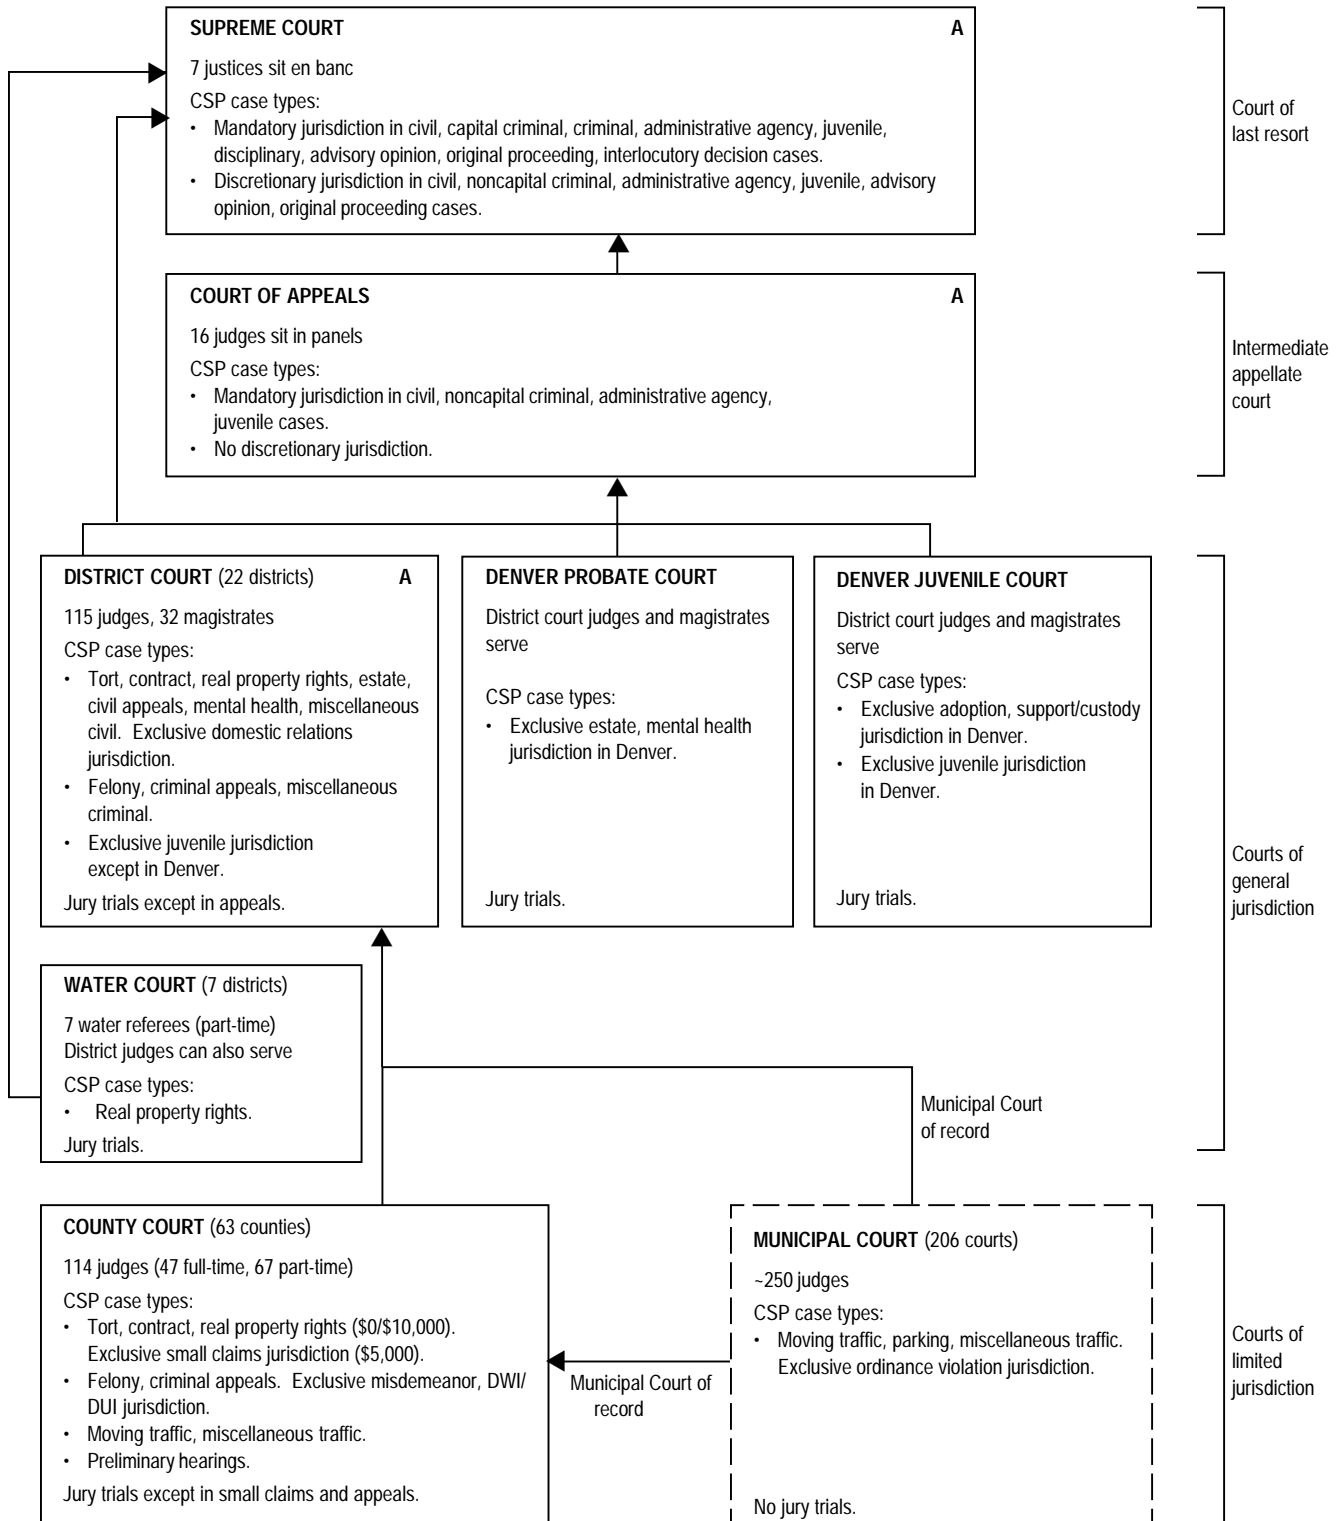 SUPREME COURT A
7 justices sit en banc
CSP case types:
• Mandatory jurisdiction in civil, capital criminal, criminal, administrative agency, juvenile,
disciplinary, advisory opinion, original proceeding, interlocutory decision cases.
• Discretionary jurisdiction in civil, noncapital criminal, administrative agency, juvenile, advisory
opinion, original proceeding cases.
Court of
last resort
COURT OF APPEALS A
16 judges sit in panels
CSP case types:
• Mandatory jurisdiction in civil, noncapital criminal, administrative agency,
juvenile cases.
• No discretionary jurisdiction.
Intermediate
appellate
court
DISTRICT COURT (22 districts) A
115 judges, 32 magistrates
CSP case types:
• Tort, contract, real property rights, estate,
civil appeals, mental health, miscellaneous
civil. Exclusive domestic relations
jurisdiction.
• Felony, criminal appeals, miscellaneous
criminal.
• Exclusive juvenile jurisdiction
except in Denver.
Jury trials except in appeals.
DENVER PROBATE COURT
District court judges and magistrates
serve
CSP case types:
• Exclusive estate, mental health
jurisdiction in Denver.
Jury trials.
DENVER JUVENILE COURT
District court judges and magistrates
serve
CSP case types:
• Exclusive adoption, support/custody
jurisdiction in Denver.
• Exclusive juvenile jurisdiction
in Denver.
Jury trials.
Courts of
general
jurisdiction
WATER COURT (7 districts)
7 water referees (part-time)
District judges can also serve
CSP case types:
• Real property rights.
Jury trials.
Municipal Court
of record
COUNTY COURT (63 counties)
114 judges (47 full-time, 67 part-time)
CSP case types:
• Tort, contract, real property rights ($0/$10,000).
Exclusive small claims jurisdiction ($5,000).
• Felony, criminal appeals. Exclusive misdemeanor, DWI/
DUI jurisdiction.
• Moving traffic, miscellaneous traffic.
• Preliminary hearings.
Jury trials except in small claims and appeals.
Municipal Court of
record
MUNICIPAL COURT (206 courts)
~250 judges
CSP case types:
• Moving traffic, parking, miscellaneous traffic.
Exclusive ordinance violation jurisdiction.
No jury trials.
Courts of
limited
jurisdiction